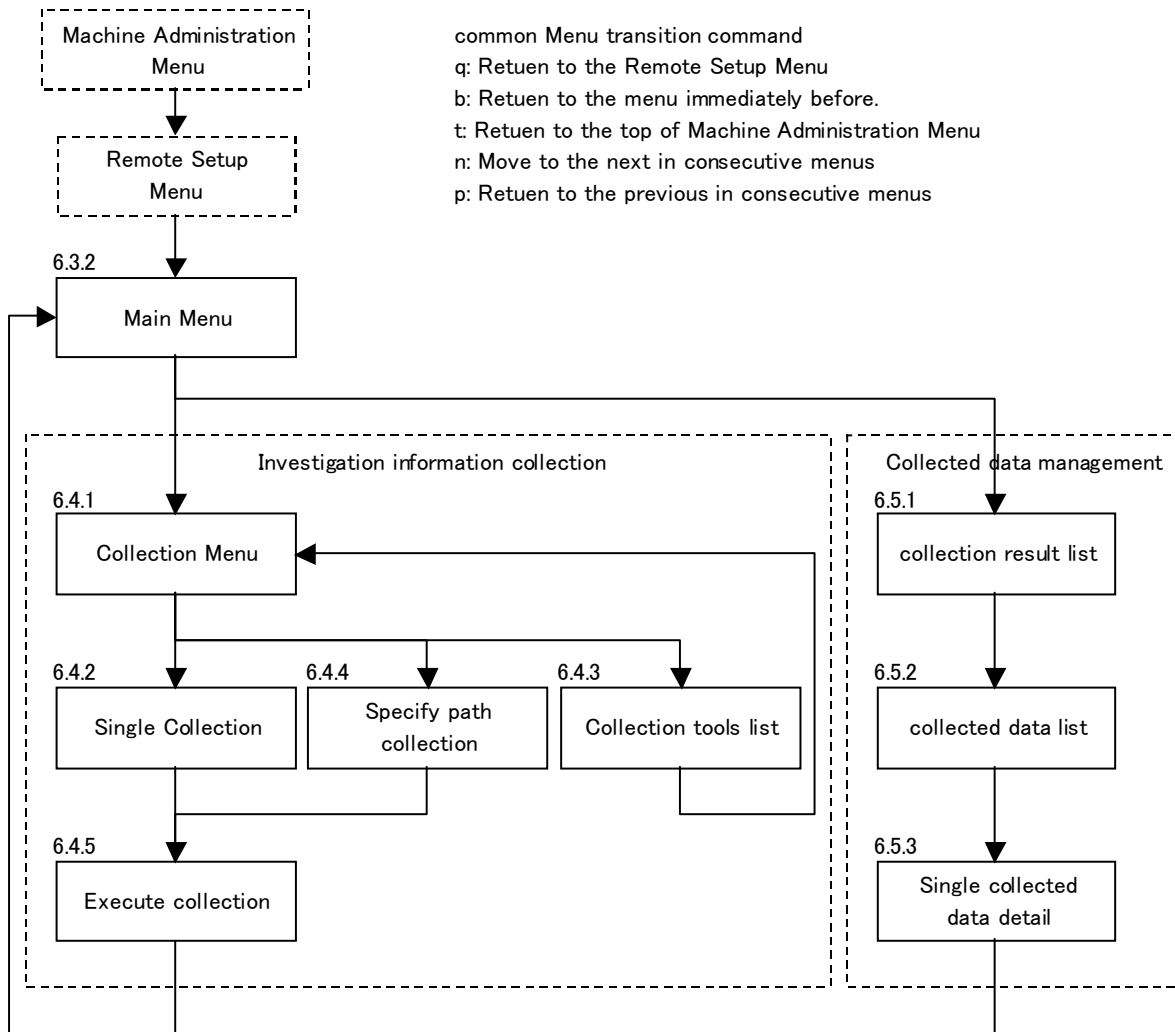 Machine Administration
Menu
common Menu transition command
q: Retuen to the Remote Setup Menu
b: Retuen to the menu immediately before.
t: Retuen to the top of Machine Administration Menu
n: Move to the next in consecutive menus
p: Retuen to the previous in consecutive menus
Remote Setup
Menu
6.3.2
Main Menu
Investigation information collection
Collected data management
6.4.1
Collection Menu
6.5.1
collection result list
6.4.2
Single Collection
6.4.4
Specify path
collection
6.4.3
Collection tools list
6.5.2
collected data list
6.4.5
Execute collection
6.5.3
Single collected
data detail